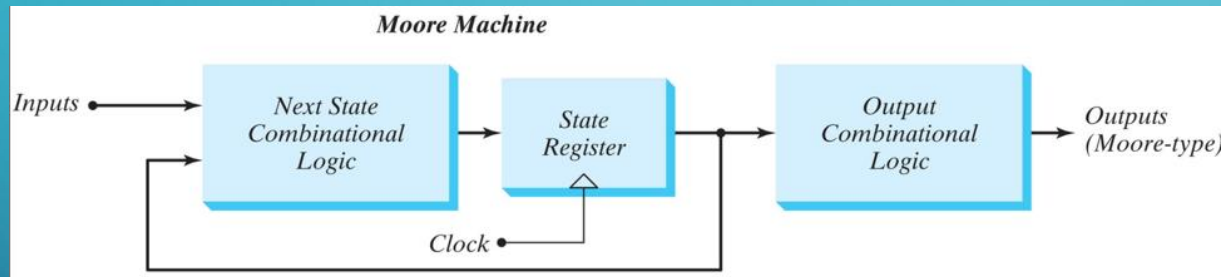 Moore Machine
Inputs
Next State
Combinational
Logic
State
Register
Output
Combinational
Logic
Outputs
(Moore-type)
Clock